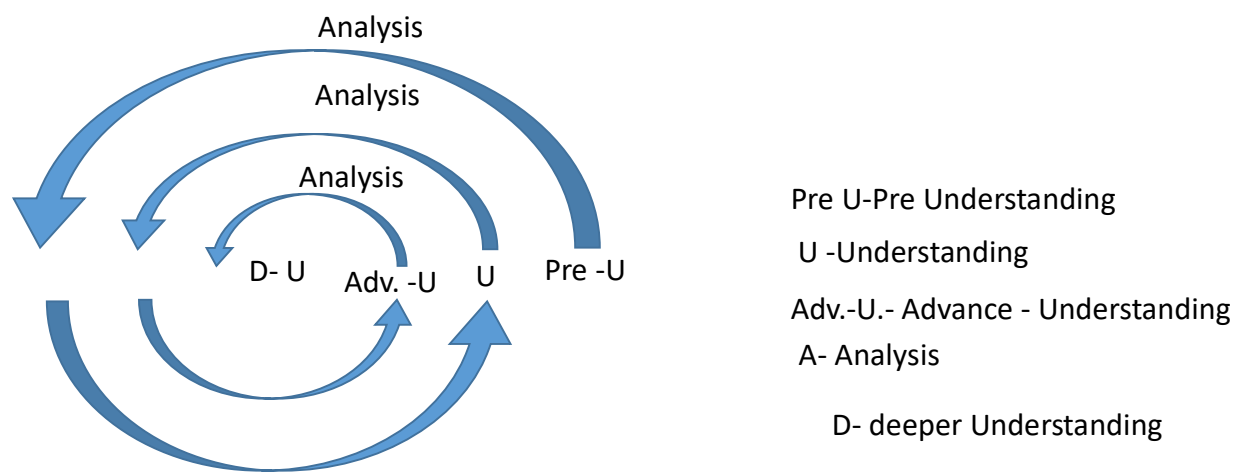 Analysis
Analysis
Analysis
D- U
Adv. -U
U
Pre -U
Pre U-Pre Understanding
U -Understanding
Adv.-U.- Advance - Understanding
A- Analysis
D- deeper Understanding